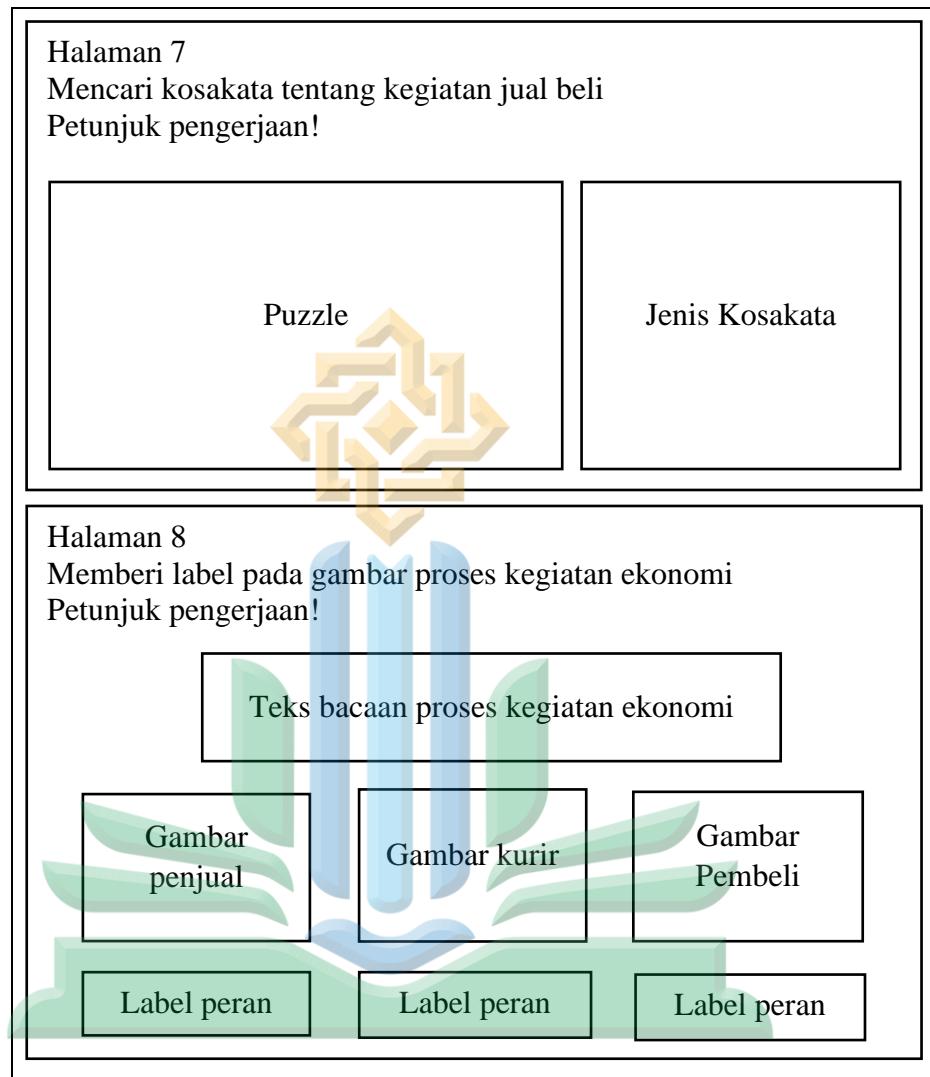 Halaman 7
Mencari kosakata tentang kegiatan jual beli
Petunjuk pengerjaan!
Puzzle
Jenis Kosakata
Halaman 8
Memberi label pada gambar proses kegiatan ekonomi
Petunjuk pengerjaan!
Teks bacaan proses kegiatan ekonomi
Gambar
penjual
Gambar kurir
Gambar
Pembeli
Label peran
Label peran
Label peran